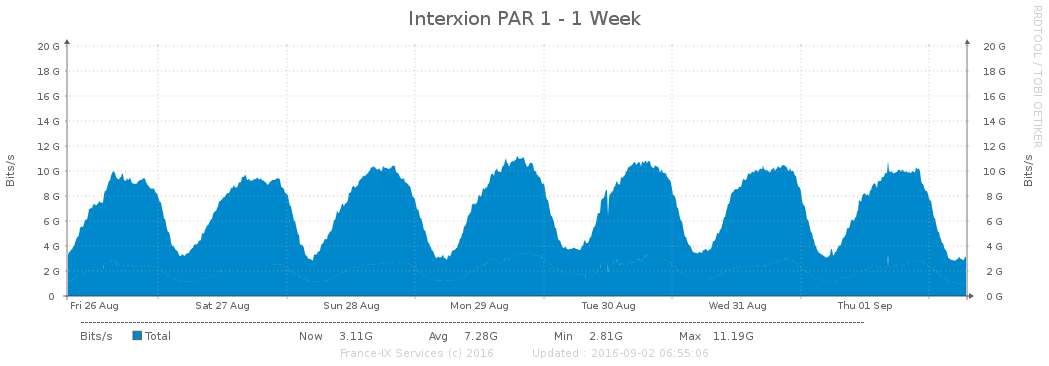 Interxion PAR 1 - 1 Week
RRDTOOL / TOBI OETIKER
Bits/s
20 G 20 G
18 G 18 G
16 G 16 G
14 G 14 G
12 G 12 G
10 G 10 G
8 G 8 G
6 G 6 G
4 G 4 G
2 G 2 G
0 0 G
Bits/s
Fri 26 Aug Sat 27 Aug Sun 28 Aug Mon 29 Aug Tue 30 Aug Wed 31 Aug Thu 01 Sep
Bits/s Total Now 3.11G Avg 7.28G Min 2.81G Max 11.19G
France-IX Services (c) 2016 Updated : 2016-09-02 06:55:06